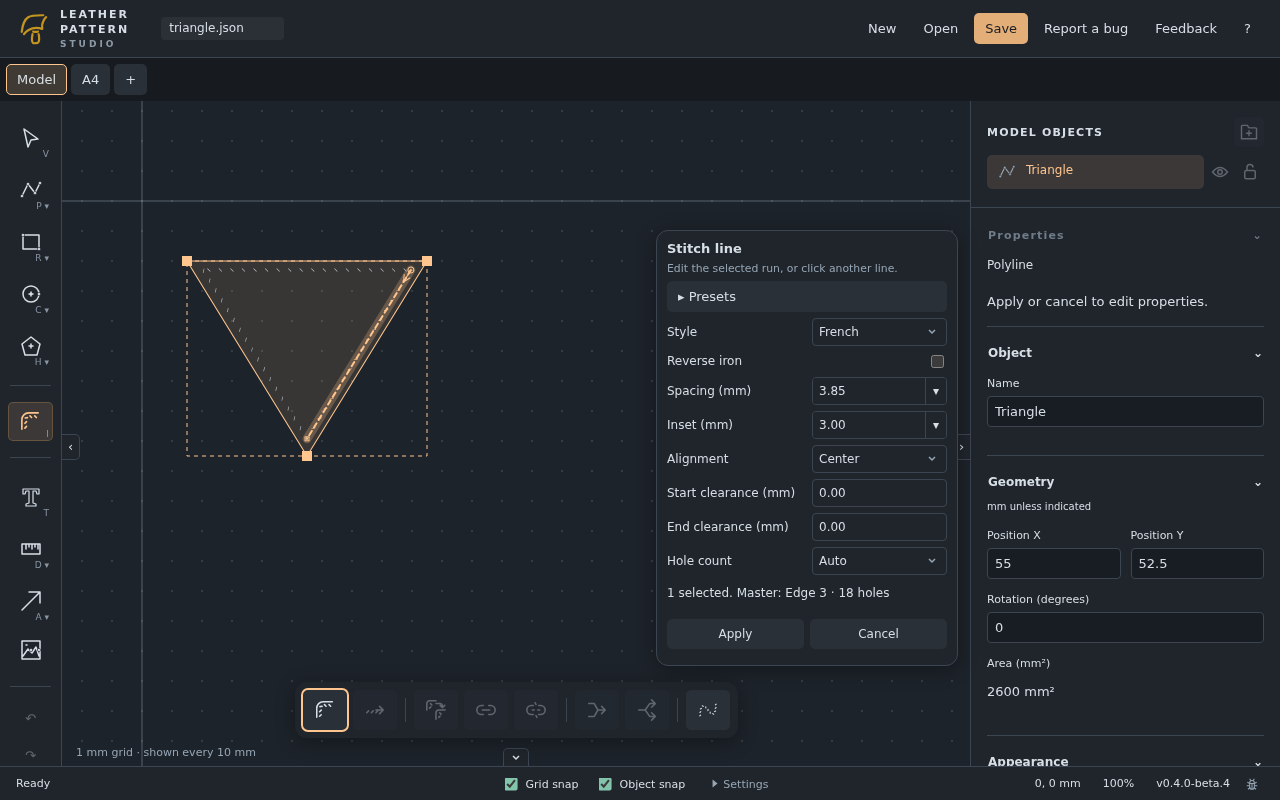 LEATHER
PATTERN
STUDIO
triangle.json
New
Open
Save
Report a bug
Feedback
?
Model
A4
+
V
P ▾
R ▾
C ▾
H ▾
I
T
D ▾
A ▾
Stitch line
Edit the selected run, or click another line.
▸ Presets
Style
French
Reverse iron
Spacing (mm)
3.85
Inset (mm)
3.00
Alignment
Center
Start clearance (mm)
0.00
End clearance (mm)
0.00
Hole count
Auto
1 selected. Master: Edge 3 · 18 holes
Apply
Cancel
MODEL OBJECTS
Triangle
Properties
Polyline
Apply or cancel to edit properties.
Object
Name
Triangle
Geometry
mm unless indicated
Position X
Position Y
55
52.5
Rotation (degrees)
0
Area (mm²)
2600 mm²
Appearance
1 mm grid · shown every 10 mm
Ready
Grid snap
Object snap
Settings
0, 0 mm
100%
v0.4.0-beta.4